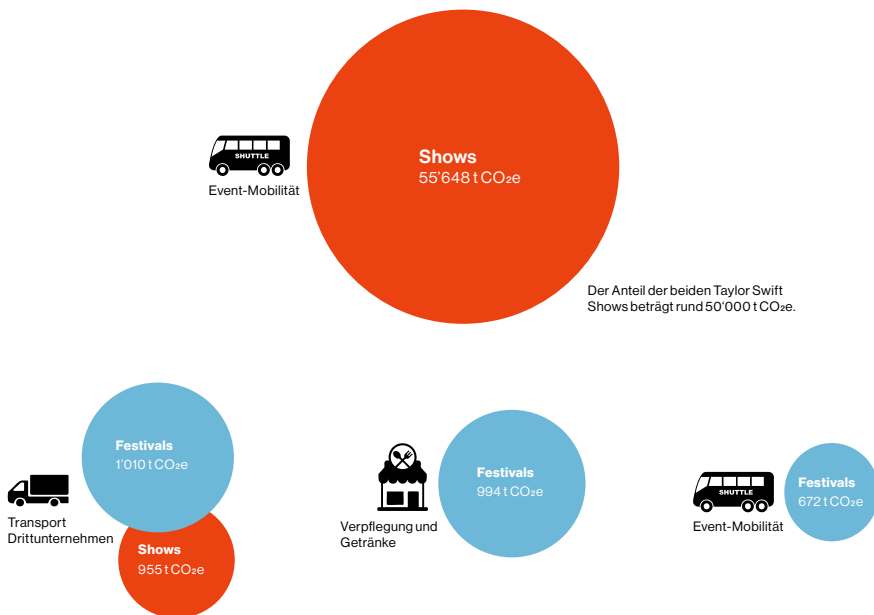 SHUTTLE
Event-Mobilität
Shows
55’648 t CO₂e
Der Anteil der beiden Taylor Swift
Shows beträgt rund 50’000 t CO₂e.
Festivals
1’010 t CO₂e
Transport
Drittunternehmen
Shows
955 t CO₂e
Verpflegung und
Getränke
Festivals
994 t CO₂e
SHUTTLE
Event-Mobilität
Festivals
672 t CO₂e